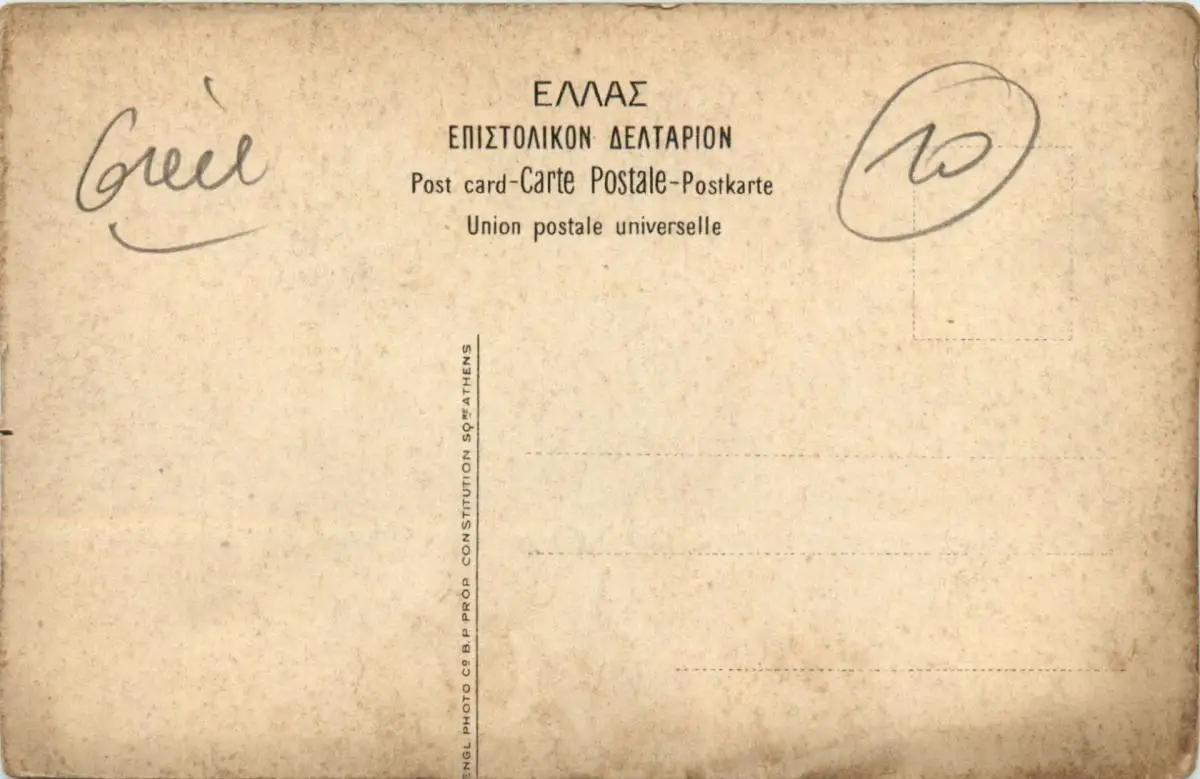 ΕΛΛΑΣ
ΕΠΙΣΤΟΛΙΚΟΝ ΔΕΛΤΑΡΙΟΝ
Post card-Carte Postale-Postkarte
Union postale universelle
10
ENGL PHOTO Cº B.P PROP CONSTITUTION SQᴿᴱ ATHENS